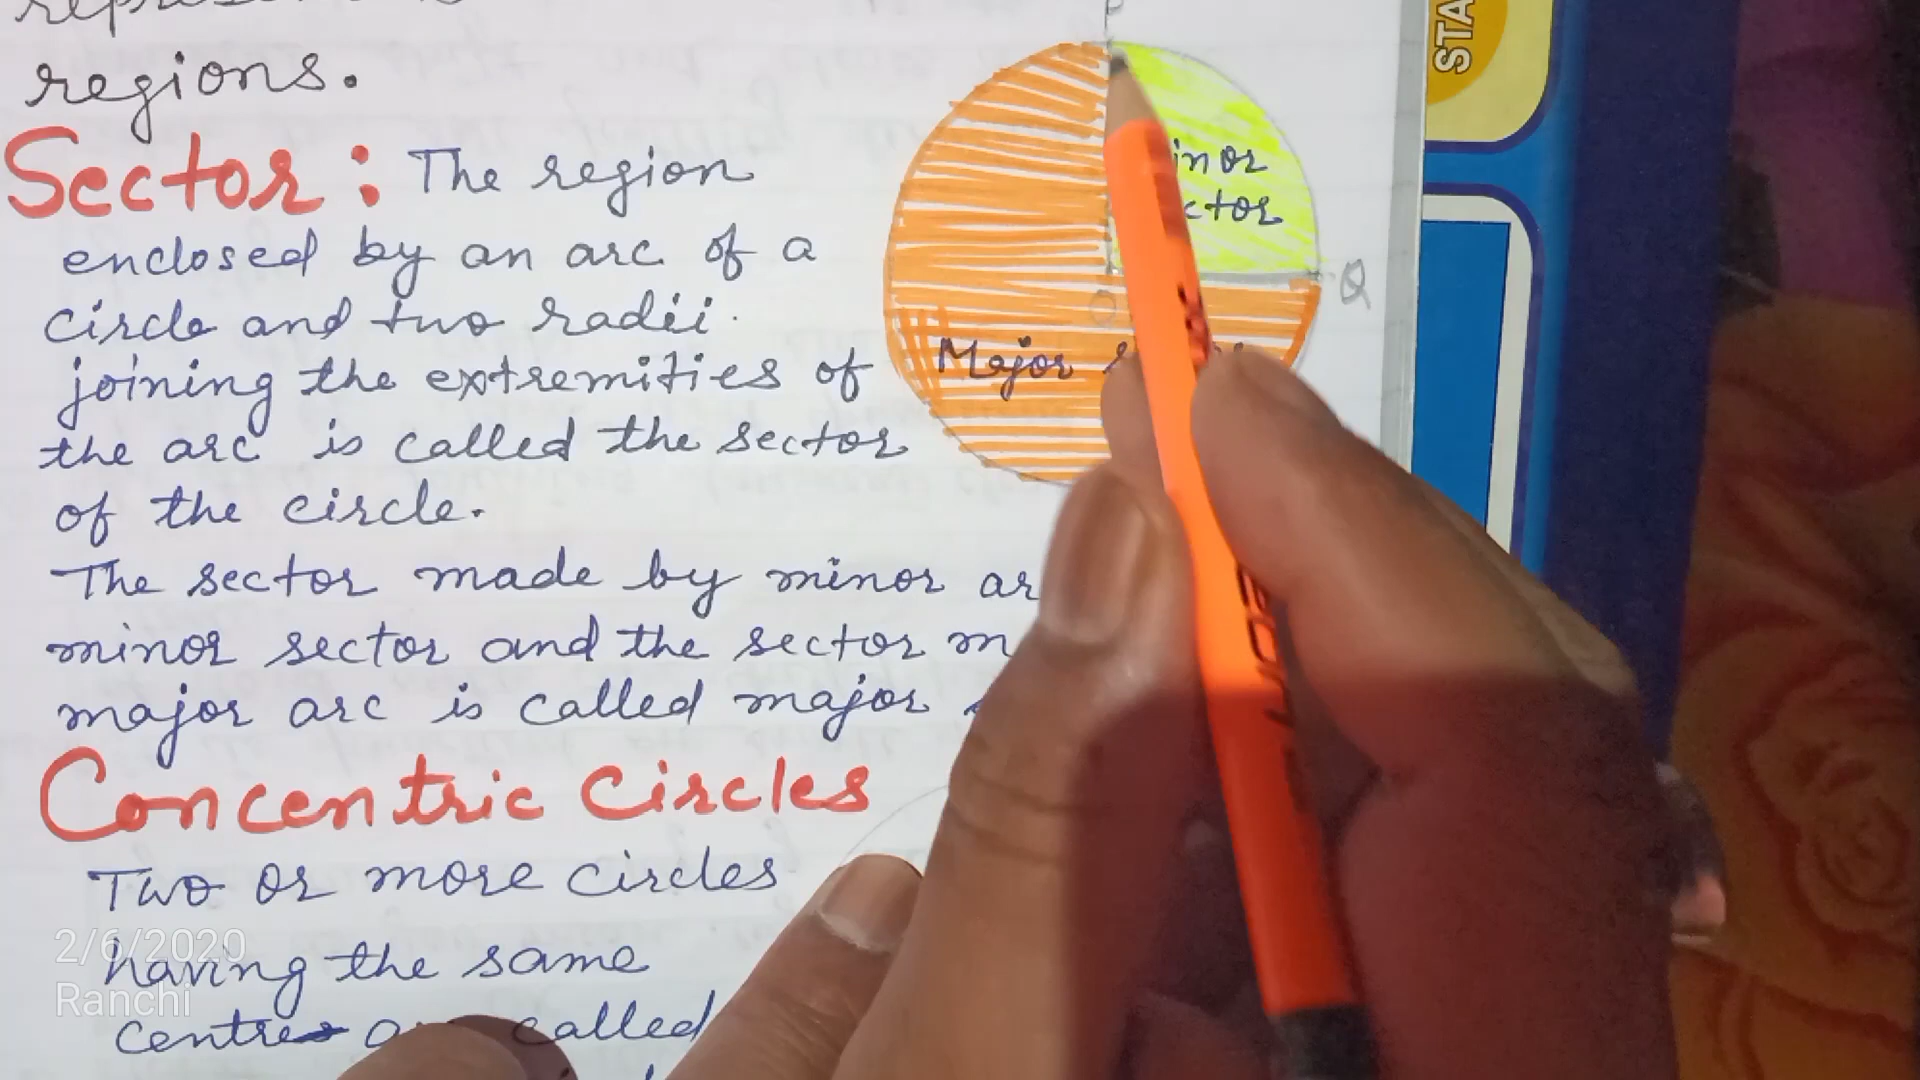 regions.
Sector: The region
enclosed by an arc of a
circle and two radii
joining the extremities of
the arc is called the sector
of the circle.
The sector made by minor ar
minor sector and the sector m
major arc is called major
Concentric Circles
Two or more circles
having the same
centre called
inor
ctor
Major
O
Q
STA
2/6/2020
Ranchi